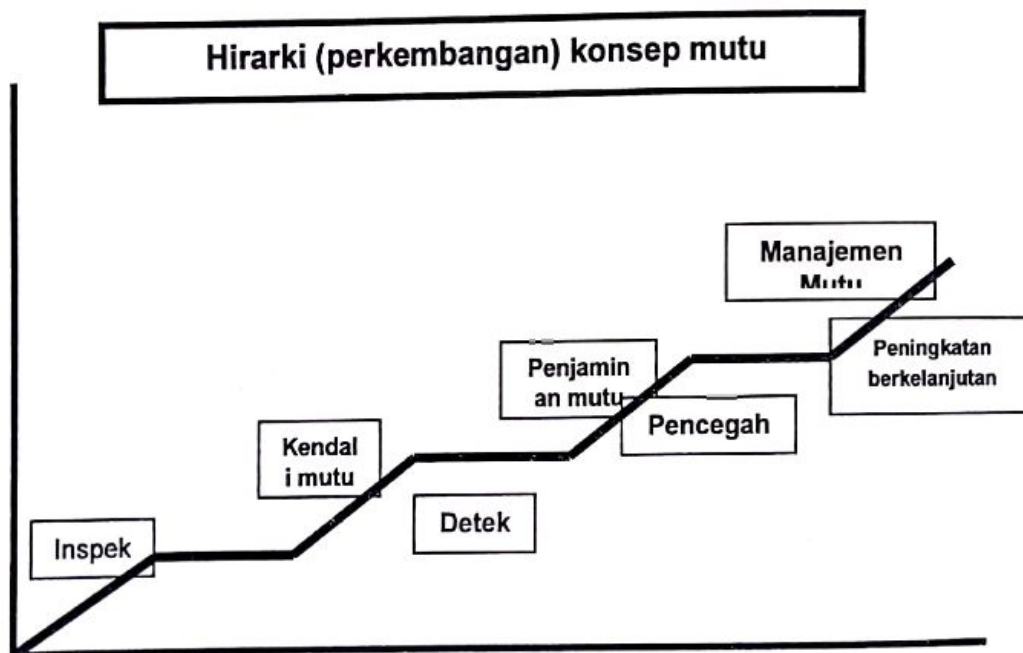 Hirarki (perkembangan) konsep mutu
Manajemen
Mutu
Peningkatan
berkelanjutan
Penjamin
an mutu
Pencegah
Kendal
i mutu
Detek
Inspek